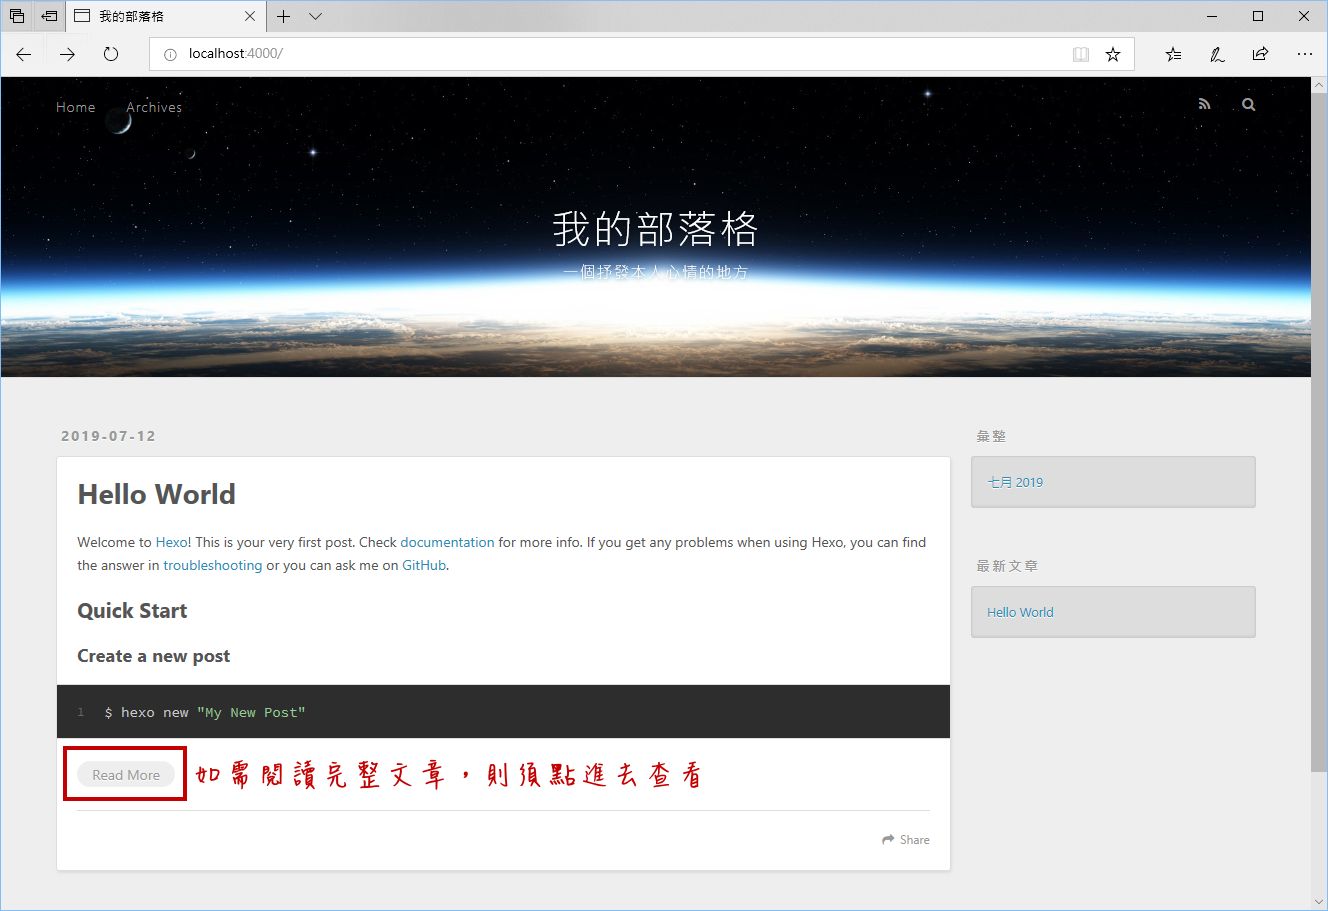 我的部落格
localhost:4000/
Home Archives
我的部落格
一個抒發本人心情的地方
2019-07-12
Hello World
Welcome to Hexo! This is your very first post. Check documentation for more info. If you get any problems when using Hexo, you can find
the answer in troubleshooting or you can ask me on GitHub.
Quick Start
Create a new post
1 $ hexo new "My New Post"
Read More 如需閱讀完整文章，則須點進去查看
Share
彙整
七月 2019
最新文章
Hello World